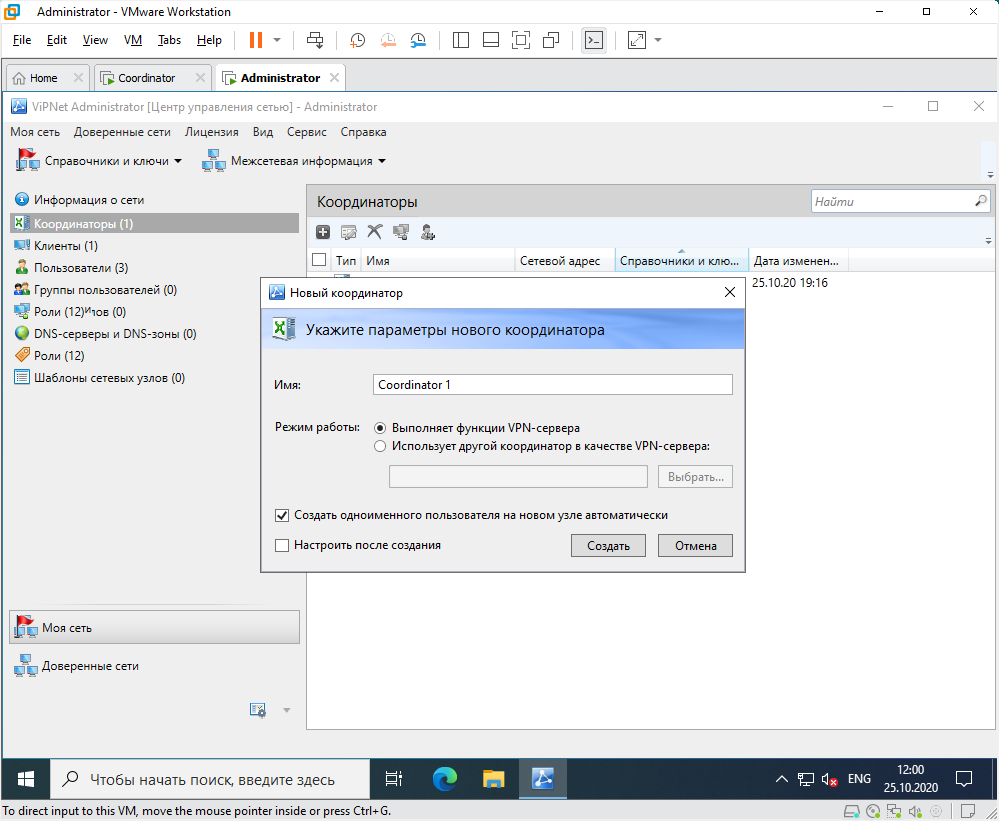 Administrator - VMware Workstation
File Edit View VM Tabs Help
Home Coordinator Administrator
ViPNet Administrator [Центр управления сетью] - Administrator
Моя сеть Доверенные сети Лицензия Вид Сервис Справка
Справочники и ключи Межсетевая информация
Информация о сети
Координаторы (1)
Клиенты (1)
Пользователи (3)
Группы пользователей (0)
Роли (12)
DNS-серверы и DNS-зоны (0)
Роли (12)
Шаблоны сетевых узлов (0)
Моя сеть
Доверенные сети
Координаторы
Найти
Тип Имя Сетевой адрес Справочники и клю... Дата изменен...
25.10.20 19:16
Новый координатор
Укажите параметры нового координатора
Имя: Coordinator 1
Режим работы: Выполняет функции VPN-сервера
Использует другой координатор в качестве VPN-сервера:
Выбрать...
Создать одноименного пользователя на новом узле автоматически
Настроить после создания Создать Отмена
Чтобы начать поиск, введите здесь
ENG
12:00
25.10.2020
To direct input to this VM, move the mouse pointer inside or press Ctrl+G.